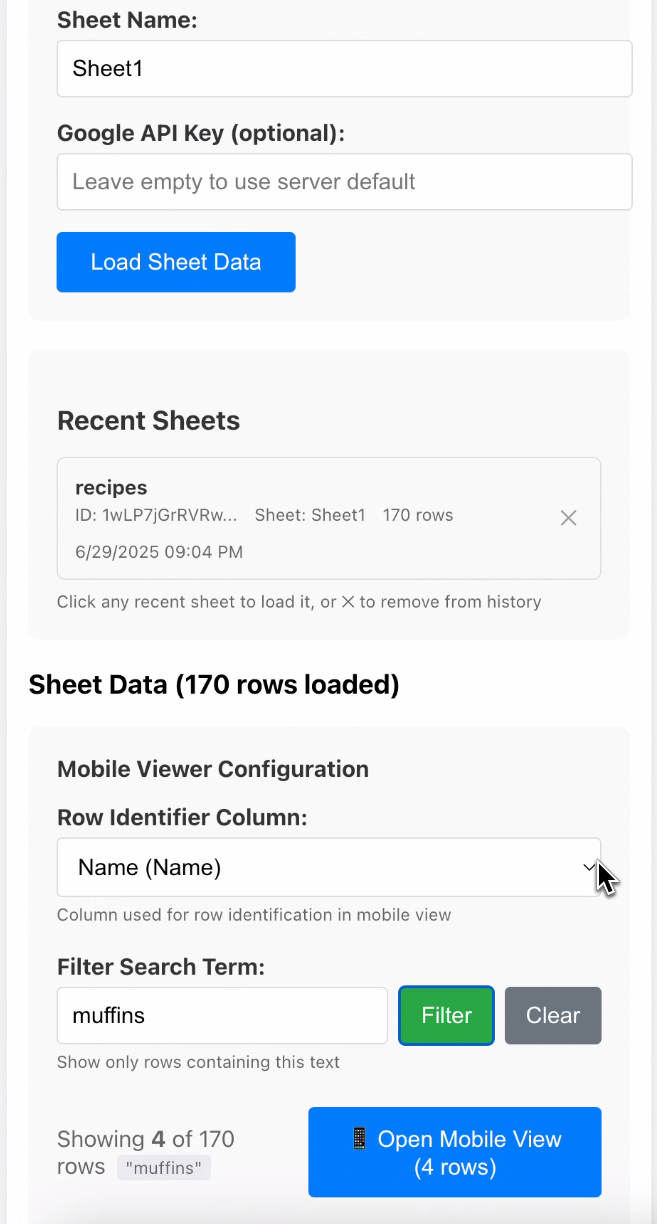 Sheet Name:
Sheet1
Google API Key (optional):
Leave empty to use server default
Load Sheet Data
Recent Sheets
recipes
ID: 1wLP7jGrRVRw... Sheet: Sheet1 170 rows
6/29/2025 09:04 PM
Click any recent sheet to load it, or ✕ to remove from history
Sheet Data (170 rows loaded)
Mobile Viewer Configuration
Row Identifier Column:
Name (Name)
Column used for row identification in mobile view
Filter Search Term:
muffins Filter Clear
Show only rows containing this text
Showing 4 of 170
rows "muffins"
📱 Open Mobile View
(4 rows)